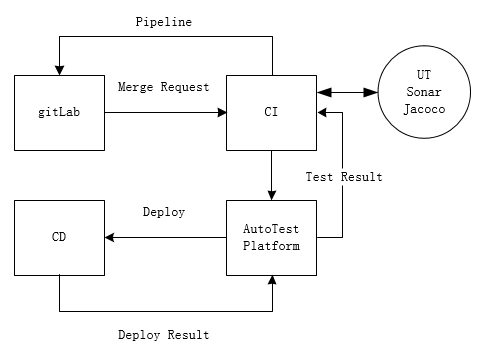 Pipeline
Merge Request
gitLab
CI
UT
Sonar
Jacoco
Test Result
Deploy
CD
AutoTest
Platform
Deploy Result